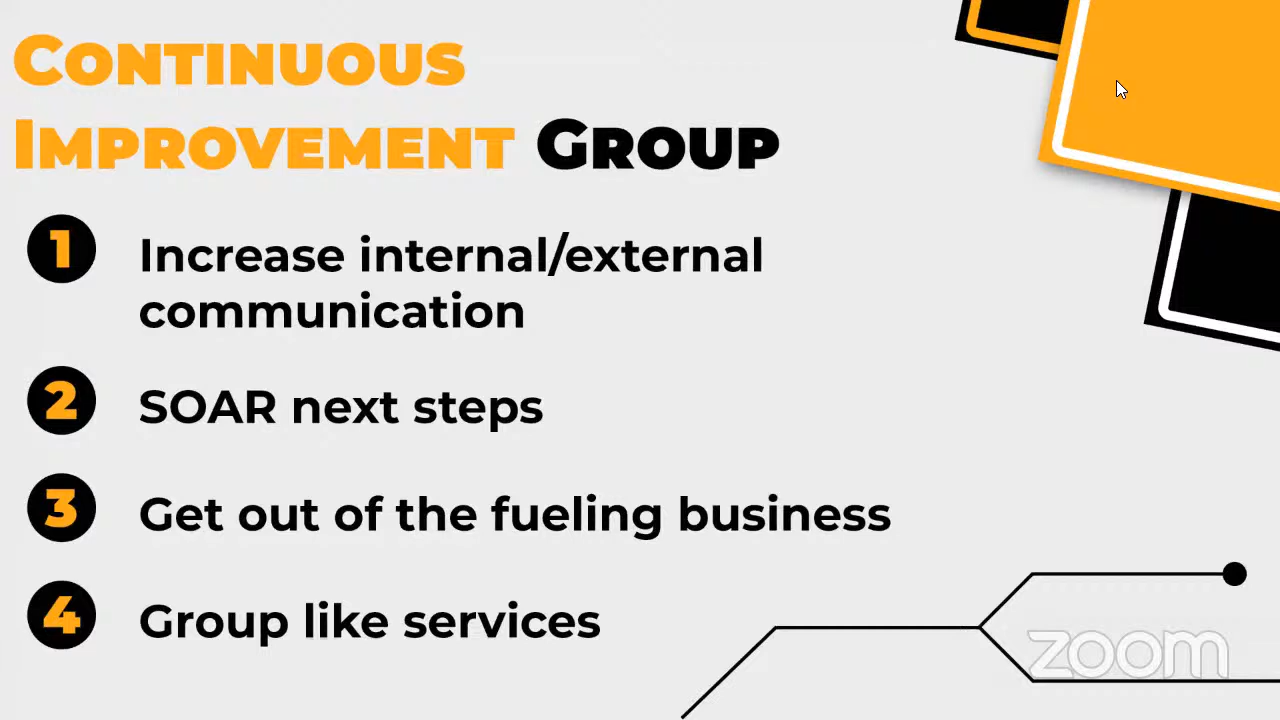 CONTINUOUS
IMPROVEMENT GROUP
1 Increase internal/external
communication
2 SOAR next steps
3 Get out of the fueling business
4 Group like services
zoom